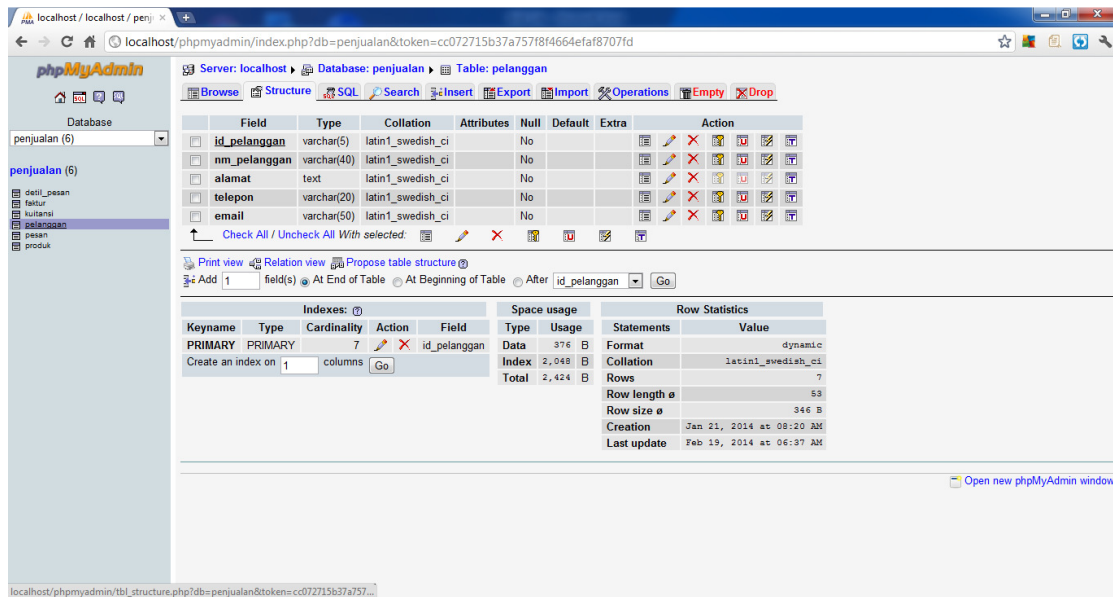 localhost / localhost / penj
localhost/phpmyadmin/index.php?db=penjualan&token=cc072715b37a757f8f4664efaf8707fd
phpMyAdmin
Database
penjualan (6)
penjualan (6)
detil_pesan
faktur
kuitansi
pelanggan
pesan
produk
Server: localhost Database: penjualan Table: pelanggan
Browse Structure SQL Search Insert Export Import Operations Empty Drop
Field Type Collation Attributes Null Default Extra Action
id_pelanggan varchar(5) latin1_swedish_ci No
nm_pelanggan varchar(40) latin1_swedish_ci No
alamat text latin1_swedish_ci No
telepon varchar(20) latin1_swedish_ci No
email varchar(50) latin1_swedish_ci No
Check All / Uncheck All With selected:
Print view Relation view Propose table structure
Add 1 field(s) At End of Table At Beginning of Table After id_pelanggan Go
Indexes:
Keyname Type Cardinality Action Field
PRIMARY PRIMARY 7 id_pelanggan
Create an index on 1 columns Go
Space usage
Type Usage
Data 376 B
Index 2,048 B
Total 2,424 B
Row Statistics
Statements Value
Format dynamic
Collation latin1_swedish_ci
Rows 7
Row length ø 53
Row size ø 346 B
Creation Jan 21, 2014 at 08:20 AM
Last update Feb 19, 2014 at 06:37 AM
Open new phpMyAdmin window
localhost/phpmyadmin/tbl_structure.php?db=penjualan&token=cc072715b37a757...